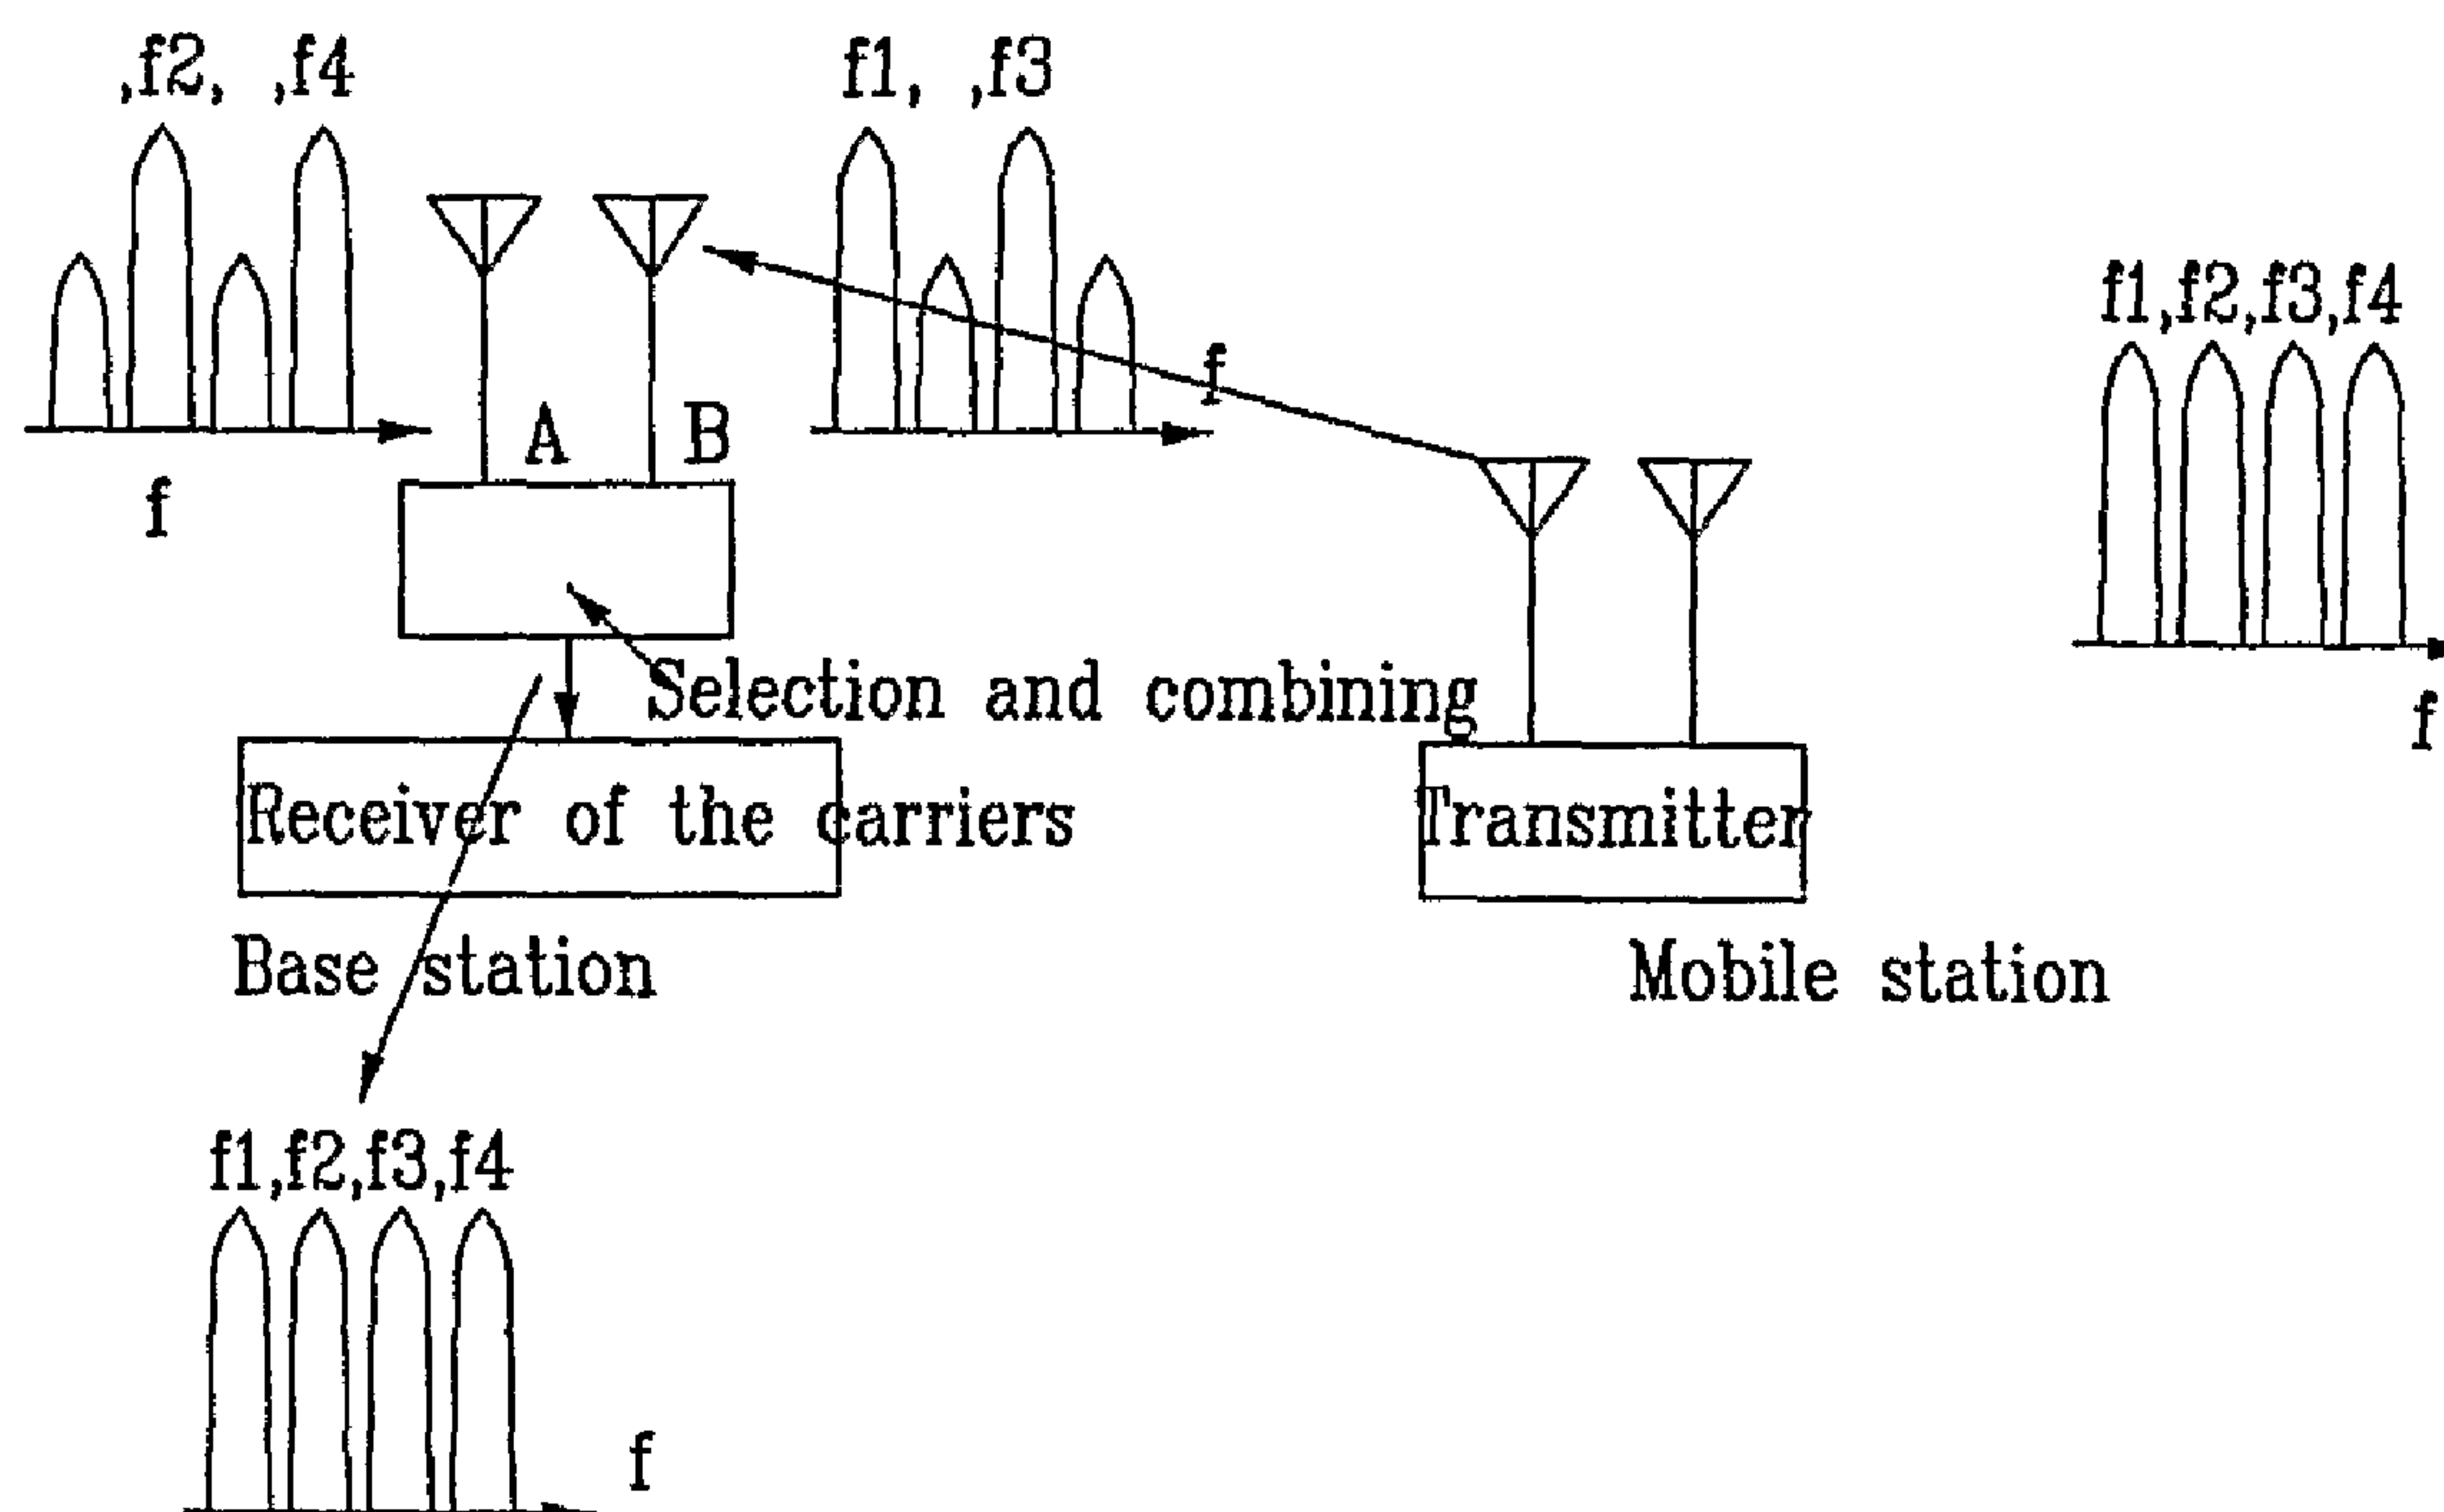 ,f2, ,f4
f1, ,f3
f1,f2,f3,f4
f
A
B
f
f
Selection and combining
Receiver of the carriers
Transmitter
Base station
Mobile station
f1,f2,f3,f4
f